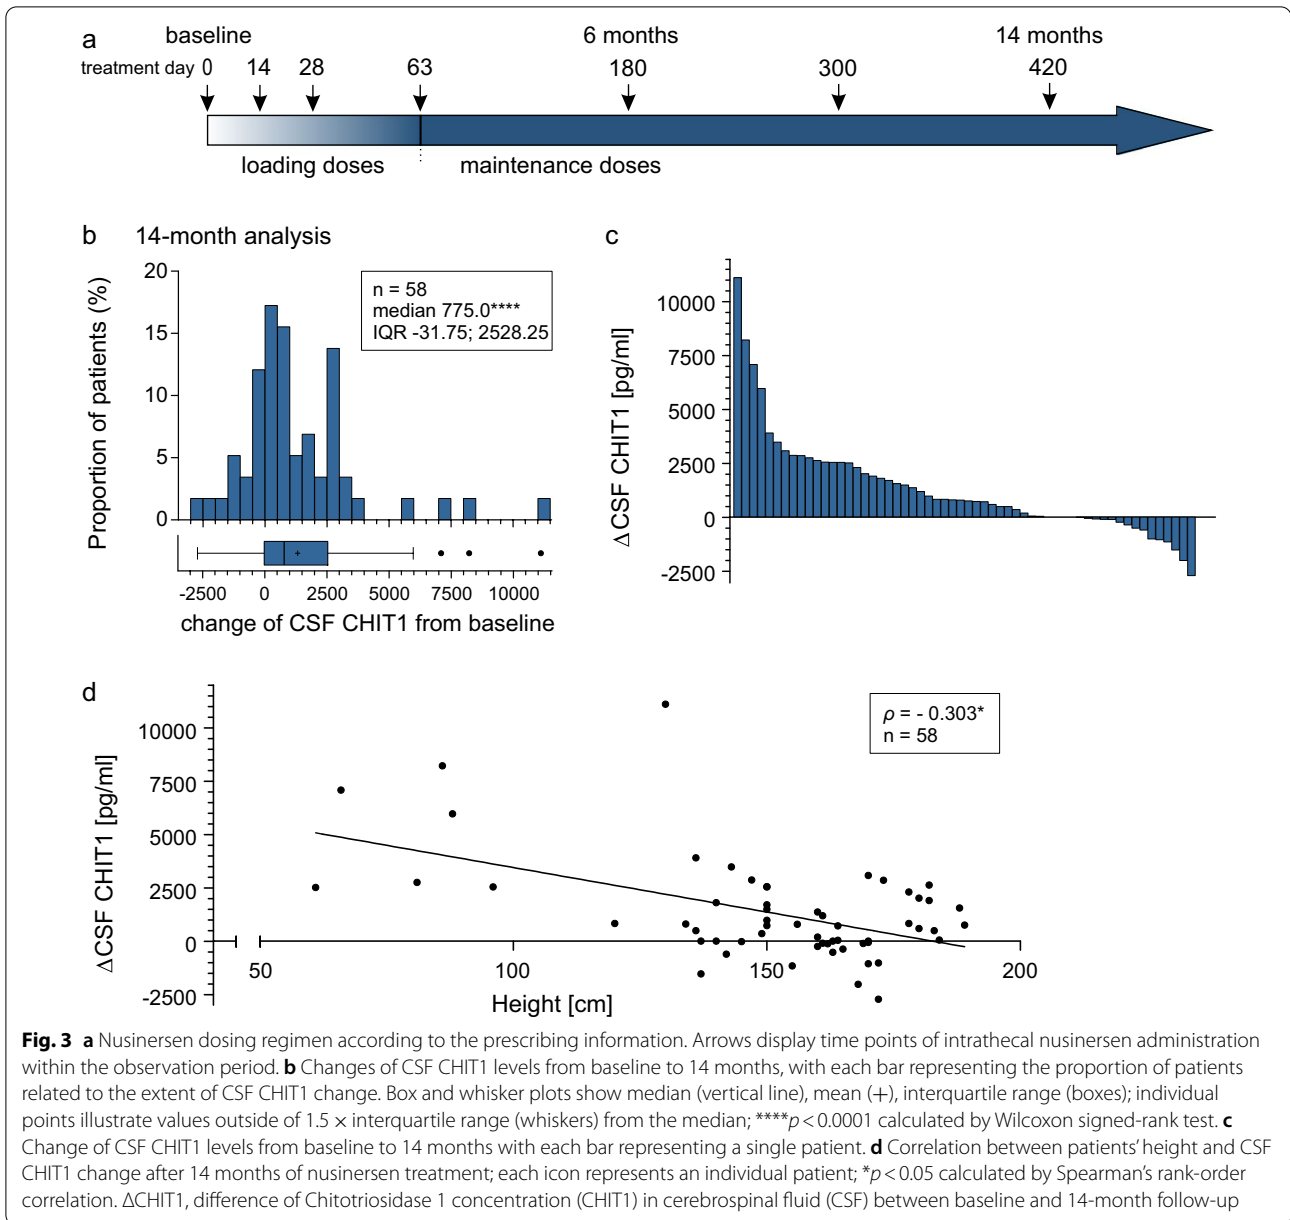 a
baseline
6 months
14 months
treatment day 0 14 28 63 180 300 420
loading doses
maintenance doses
b 14-month analysis
Proportion of patients (%)
20
15
10
5
0
n = 58
median 775.0****
IQR -31.75; 2528.25
-2500 0 2500 5000 7500 10000
change of CSF CHIT1 from baseline
c
ΔCSF CHIT1 [pg/ml]
10000
7500
5000
2500
0
-2500
d
ΔCSF CHIT1 [pg/ml]
10000
7500
5000
2500
0
-2500
ρ = - 0.303*
n = 58
50 100 150 200
Height [cm]
Fig. 3 a Nusinersen dosing regimen according to the prescribing information. Arrows display time points of intrathecal nusinersen administration
within the observation period. b Changes of CSF CHIT1 levels from baseline to 14 months, with each bar representing the proportion of patients
related to the extent of CSF CHIT1 change. Box and whisker plots show median (vertical line), mean (+), interquartile range (boxes); individual
points illustrate values outside of 1.5 × interquartile range (whiskers) from the median; ****p < 0.0001 calculated by Wilcoxon signed-rank test. c
Change of CSF CHIT1 levels from baseline to 14 months with each bar representing a single patient. d Correlation between patients' height and CSF
CHIT1 change after 14 months of nusinersen treatment; each icon represents an individual patient; *p < 0.05 calculated by Spearman's rank-order
correlation. ΔCHIT1, difference of Chitotriosidase 1 concentration (CHIT1) in cerebrospinal fluid (CSF) between baseline and 14-month follow-up